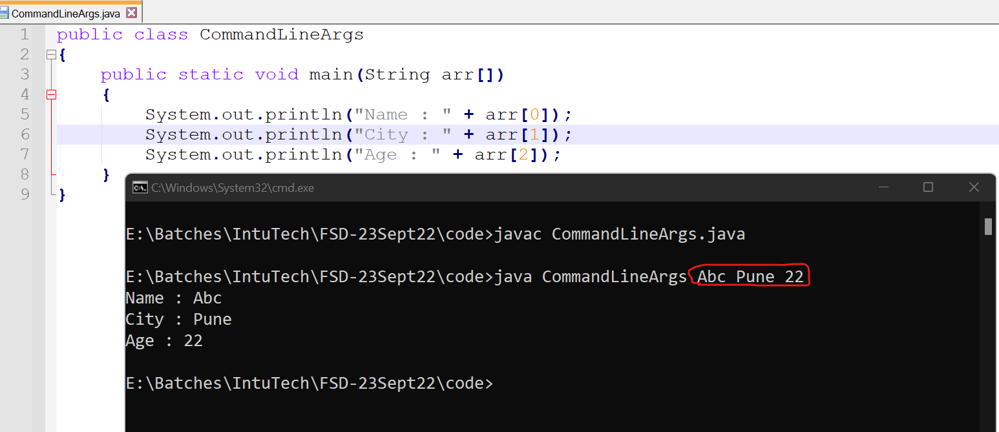 CommandLineArgs.java
1 public class CommandLineArgs
2 {
3 public static void main(String arr[])
4 {
5 System.out.println("Name : " + arr[0]);
6 System.out.println("City : " + arr[1]);
7 System.out.println("Age : " + arr[2]);
8 }
9 }
C:\Windows\System32\cmd.exe
E:\Batches\IntuTech\FSD-23Sept22\code>javac CommandLineArgs.java
E:\Batches\IntuTech\FSD-23Sept22\code>java CommandLineArgs Abc Pune 22
Name : Abc
City : Pune
Age : 22
E:\Batches\IntuTech\FSD-23Sept22\code>